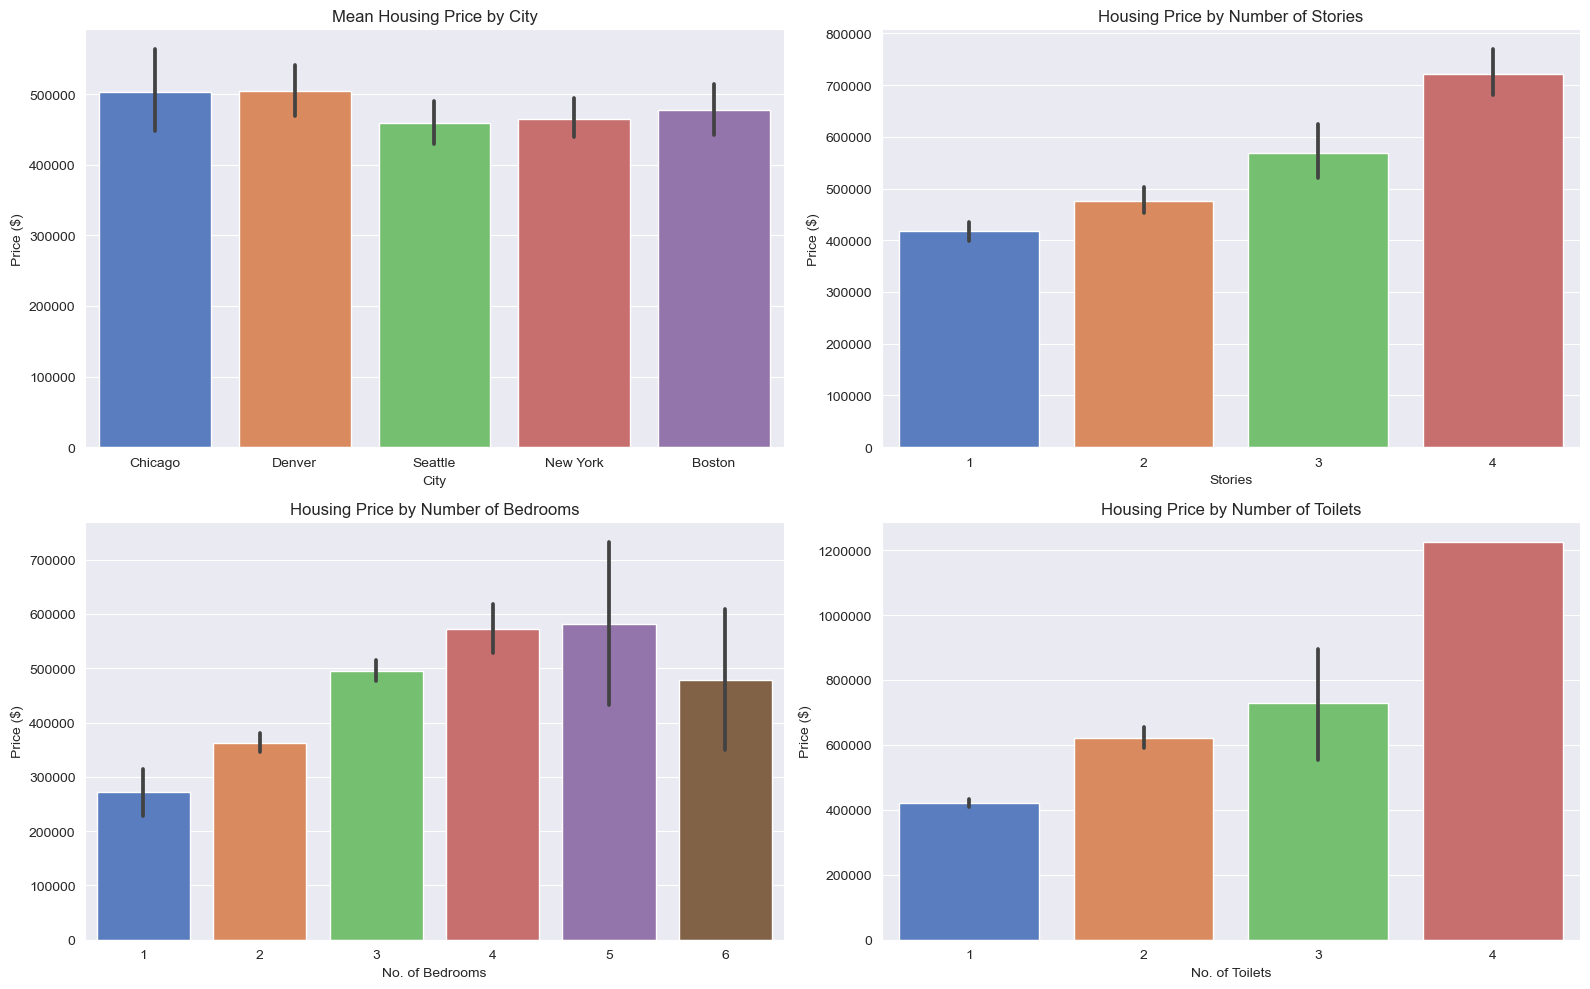 Mean Housing Price by City
Price ($)
500000
400000
300000
200000
100000
0
Chicago Denver Seattle New York Boston
City
Housing Price by Number of Stories
Price ($)
800000
700000
600000
500000
400000
300000
200000
100000
0
1 2 3 4
Stories
Housing Price by Number of Bedrooms
Price ($)
700000
600000
500000
400000
300000
200000
100000
0
1 2 3 4 5 6
No. of Bedrooms
Housing Price by Number of Toilets
Price ($)
1200000
1000000
800000
600000
400000
200000
0
1 2 3 4
No. of Toilets